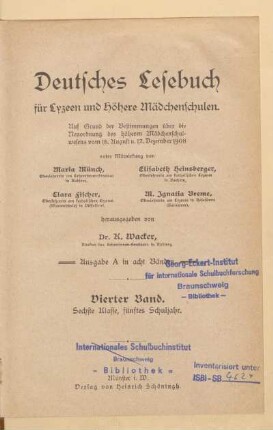 Deutsches Lesebuch
für Lyzeen und Höhere Mädchenschulen.
Auf Grund der Bestimmungen über die
Neuordnung des höheren Mädchenschul-
wesens vom 18. August u. 12. Dezember 1908
unter Mitwirkung von
Maria Münch,
Elisabeth Heinsberger,
Clara Fischer,
M. Ignatia Breme,
herausgegeben von
Dr. K. Wacker,
Ausgabe A in acht Bänden
Georg-Eckert-Institut
für internationale Schulbuchforschung
Braunschweig
- Bibliothek -
Vierter Band.
Sechste Klasse, fünftes Schuljahr.
Internationales Schulbuchinstitut
Braunschweig
- Bibliothek -
Inventarisiert unter
ISBI-SB
Münster i. W.
Verlag von Heinrich Schöningh.